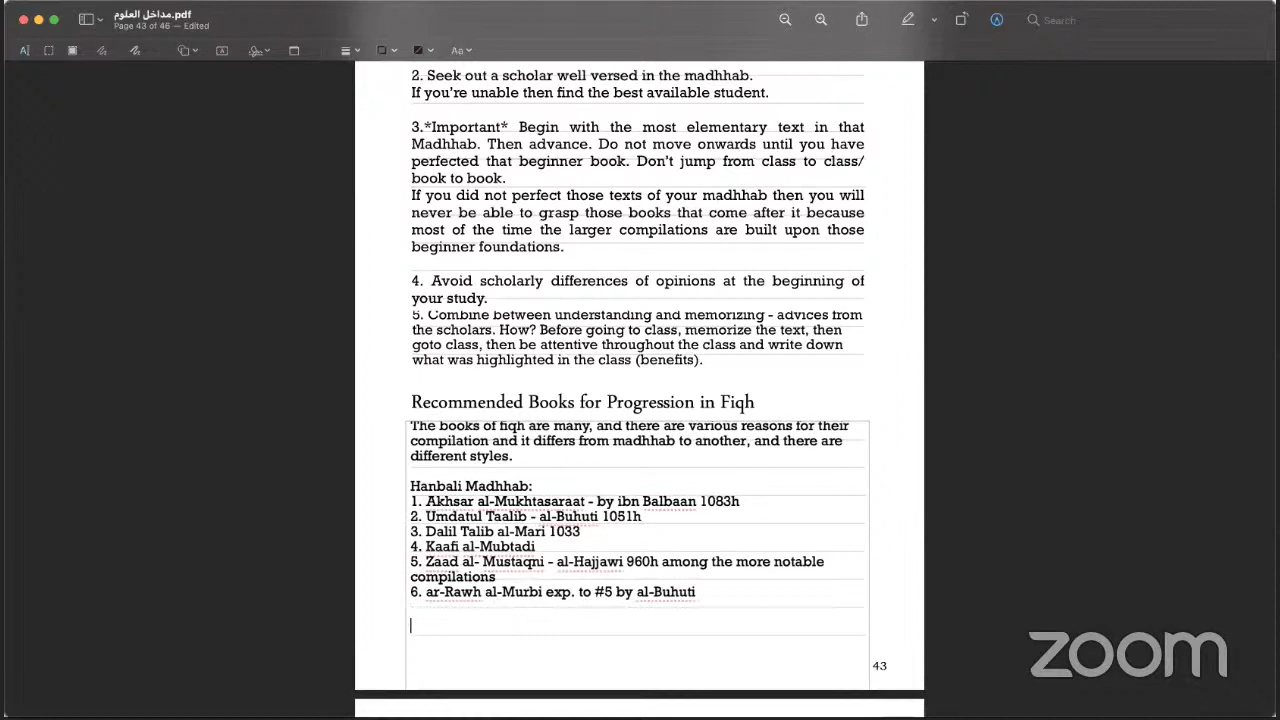 مداخل العلوم.pdf
Page 43 of 46 — Edited
Search
Aa
2. Seek out a scholar well versed in the madhhab.
If you're unable then find the best available student.
3.*Important* Begin with the most elementary text in that
Madhhab. Then advance. Do not move onwards until you have
perfected that beginner book. Don't jump from class to class/
book to book.
If you did not perfect those texts of your madhhab then you will
never be able to grasp those books that come after it because
most of the time the larger compilations are built upon those
beginner foundations.
4. Avoid scholarly differences of opinions at the beginning of
your study.
5. Combine between understanding and memorizing - advices from
the scholars. How? Before going to class, memorize the text, then
goto class, then be attentive throughout the class and write down
what was highlighted in the class (benefits).
Recommended Books for Progression in Fiqh
The books of fiqh are many, and there are various reasons for their
compilation and it differs from madhhab to another, and there are
different styles.
Hanbali Madhhab:
1. Akhsar al-Mukhtasaraat - by ibn Balbaan 1083h
2. Umdatul Taalib - al-Buhuti 1051h
3. Dalil Talib al-Mari 1033
4. Kaafi al-Mubtadi
5. Zaad al- Mustaqni - al-Hajjawi 960h among the more notable
compilations
6. ar-Rawh al-Murbi exp. to #5 by al-Buhuti
43
zoom